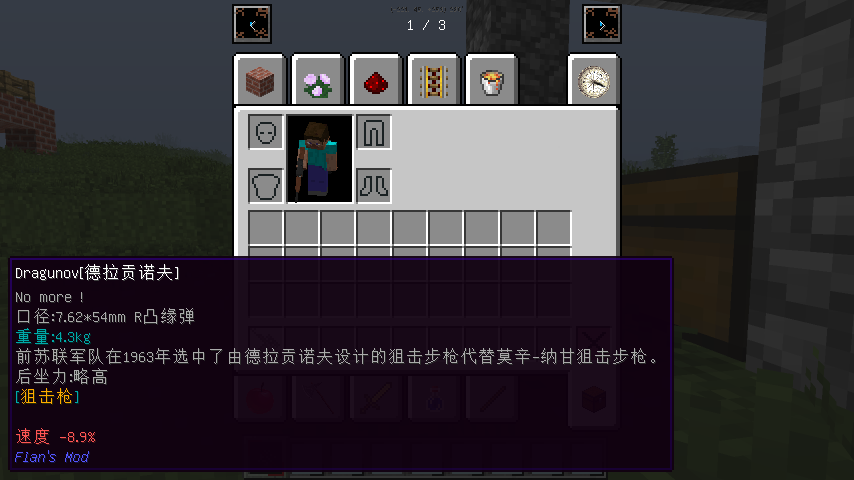 1 / 3
Dragunov[德拉贡诺夫]
No more !
口径:7.62*54mm R凸缘弹
重量:4.3kg
前苏联军队在1963年选中了由德拉贡诺夫设计的狙击步枪代替莫辛-纳甘狙击步枪。
后坐力:略高
[狙击枪]
速度 -8.9%
Flan's Mod